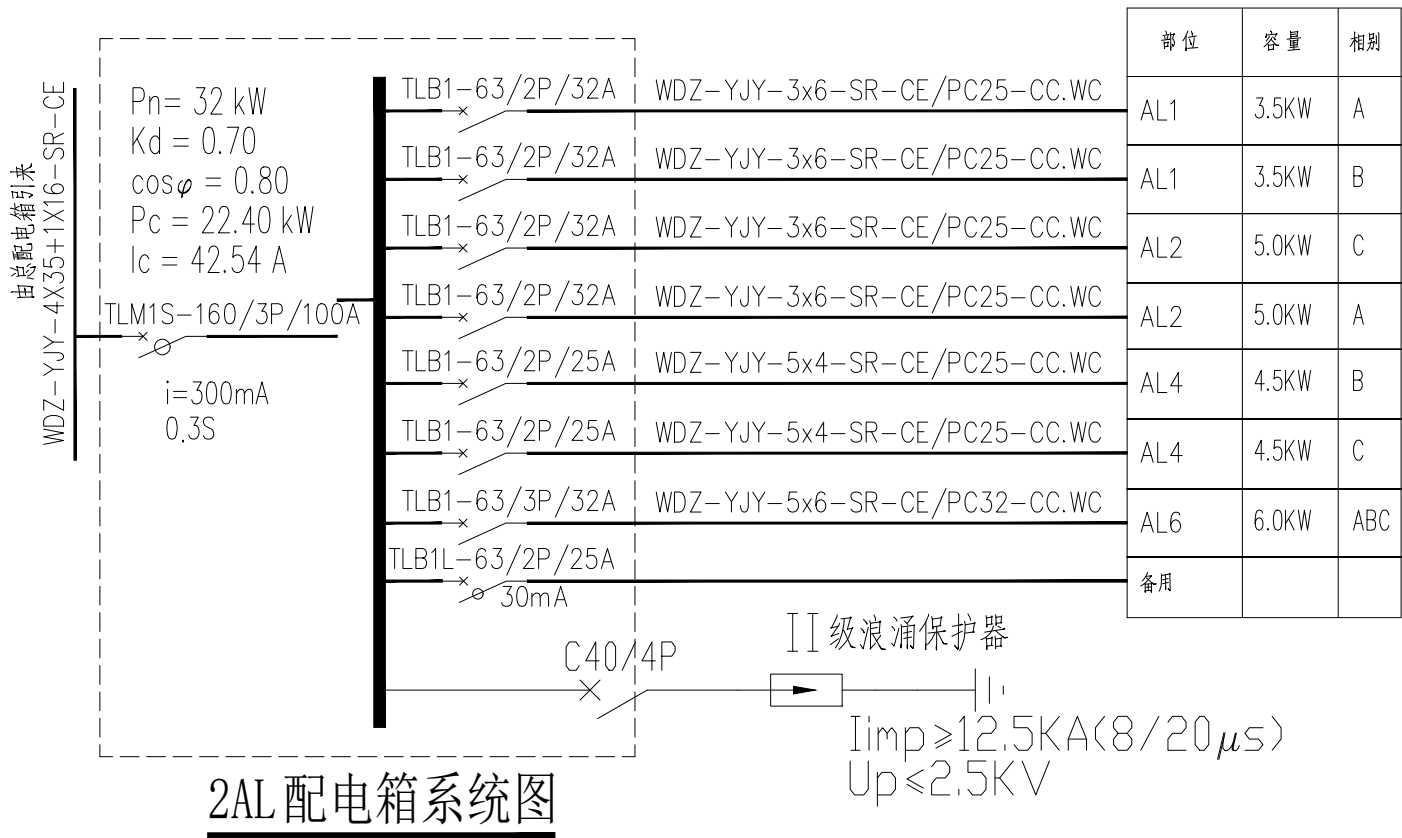 由总配电箱引来
WDZ-YJY-4X35+1X16-SR-CE
Pn= 32 kW
Kd = 0.70
cosφ = 0.80
Pc = 22.40 kW
Ic = 42.54 A
TLM1S-160/3P/100A
i=300mA
0.3S
部位 容量 相别
TLB1-63/2P/32A WDZ-YJY-3x6-SR-CE/PC25-CC.WC AL1 3.5KW A
TLB1-63/2P/32A WDZ-YJY-3x6-SR-CE/PC25-CC.WC AL1 3.5KW B
TLB1-63/2P/32A WDZ-YJY-3x6-SR-CE/PC25-CC.WC AL2 5.0KW C
TLB1-63/2P/32A WDZ-YJY-3x6-SR-CE/PC25-CC.WC AL2 5.0KW A
TLB1-63/2P/25A WDZ-YJY-5x4-SR-CE/PC25-CC.WC AL4 4.5KW B
TLB1-63/2P/25A WDZ-YJY-5x4-SR-CE/PC25-CC.WC AL4 4.5KW C
TLB1-63/3P/32A WDZ-YJY-5x6-SR-CE/PC32-CC.WC AL6 6.0KW ABC
TLB1L-63/2P/25A 备用
30mA
C40/4P
II级浪涌保护器
Iimp≥12.5KA(8/20μs)
Up≤2.5KV
2AL配电箱系统图